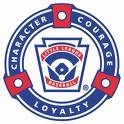 CHARACTER
COURAGE
LITTLE LEAGUE
BASEBALL
®
LOYALTY